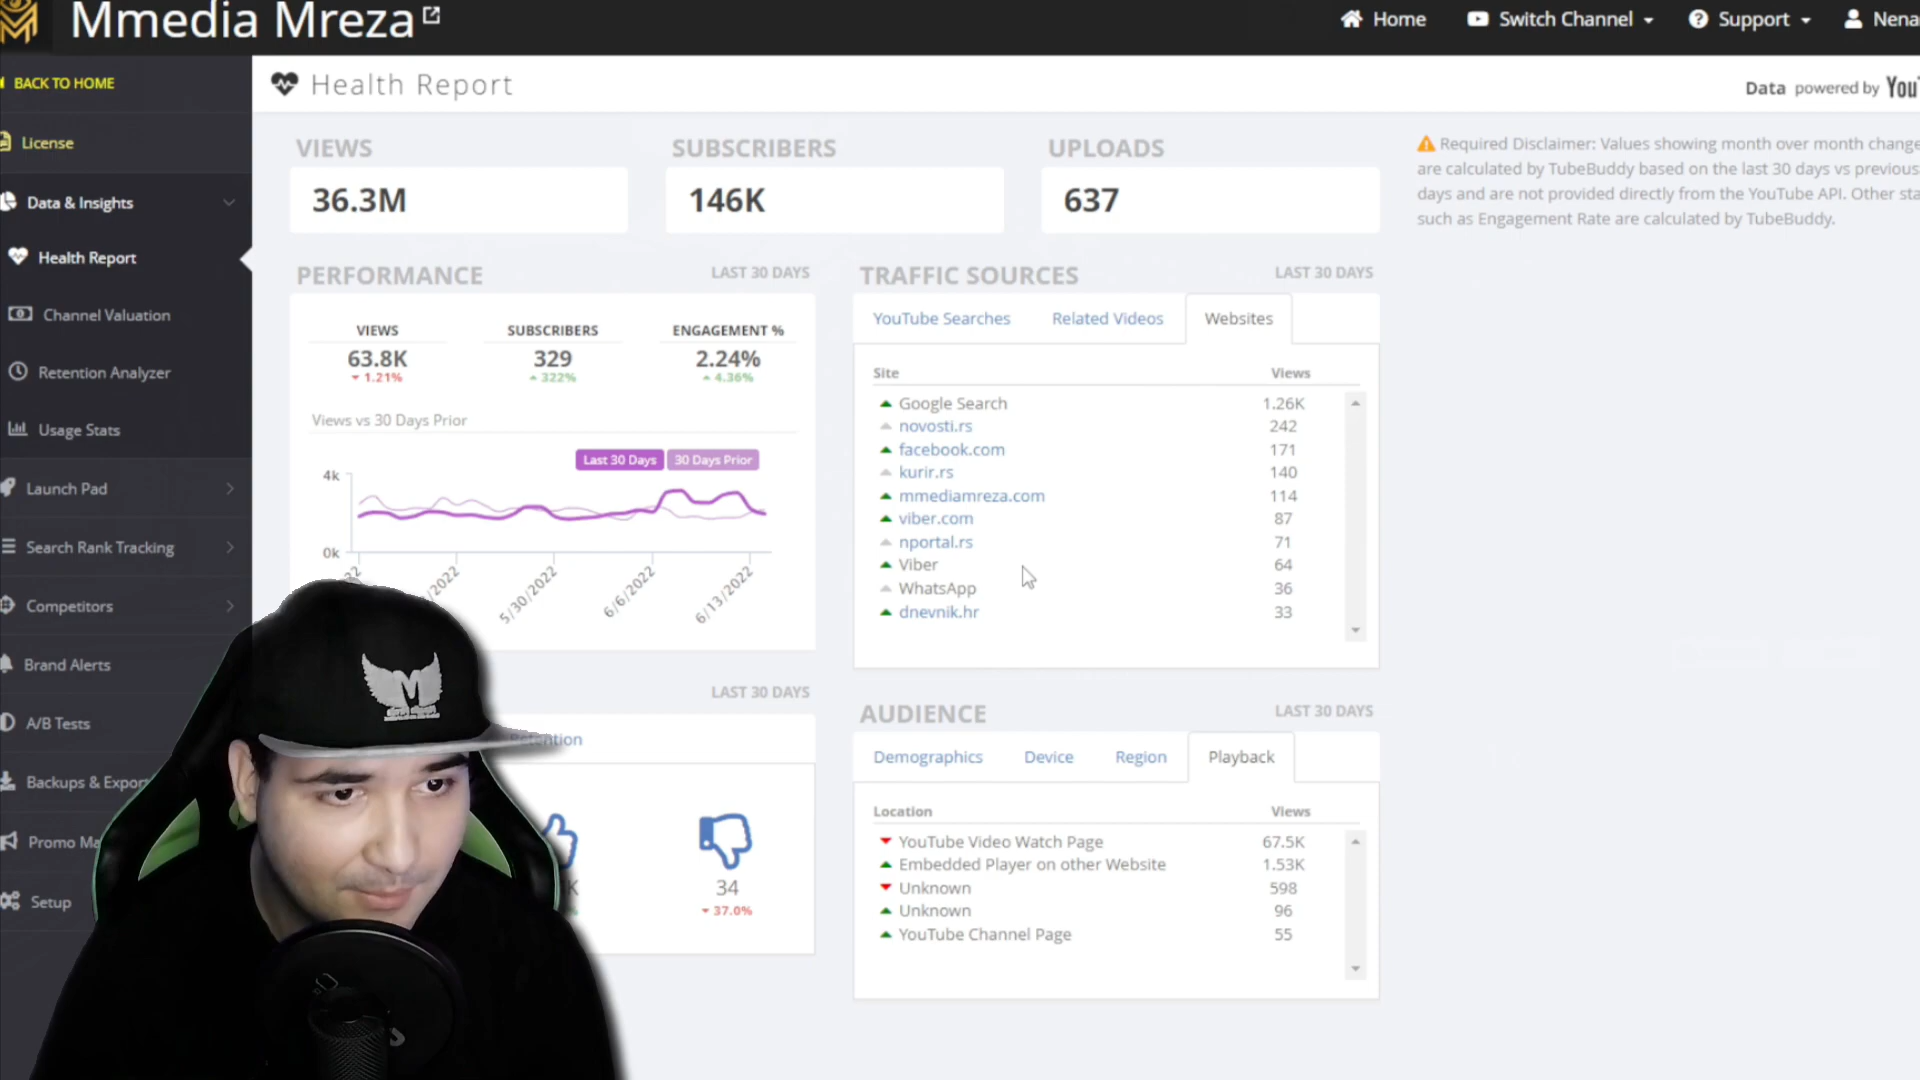 Mmedia Mreza
Home
Switch Channel
Support
Nena
BACK TO HOME
License
Data & Insights
Health Report
Channel Valuation
Retention Analyzer
Usage Stats
Launch Pad
Search Rank Tracking
Competitors
Brand Alerts
A/B Tests
Backups & Export
Promo Ma
Setup
Health Report
Data powered by YouT
VIEWS
36.3M
SUBSCRIBERS
146K
UPLOADS
637
Required Disclaimer: Values showing month over month change
are calculated by TubeBuddy based on the last 30 days vs previous
days and are not provided directly from the YouTube API. Other sta
such as Engagement Rate are calculated by TubeBuddy.
PERFORMANCE
LAST 30 DAYS
VIEWS
63.8K
1.21%
SUBSCRIBERS
329
322%
ENGAGEMENT %
2.24%
4.36%
Views vs 30 Days Prior
Last 30 Days
30 Days Prior
4k
0k
22
/2022
5/30/2022
6/6/2022
6/13/2022
TRAFFIC SOURCES
LAST 30 DAYS
YouTube Searches
Related Videos
Websites
Site Views
Google Search 1.26K
novosti.rs 242
facebook.com 171
kurir.rs 140
mmediamreza.com 114
viber.com 87
nportal.rs 71
Viber 64
WhatsApp 36
dnevnik.hr 33
LAST 30 DAYS
Retention
K
34
37.0%
AUDIENCE
LAST 30 DAYS
Demographics
Device
Region
Playback
Location Views
YouTube Video Watch Page 67.5K
Embedded Player on other Website 1.53K
Unknown 598
Unknown 96
YouTube Channel Page 55
M